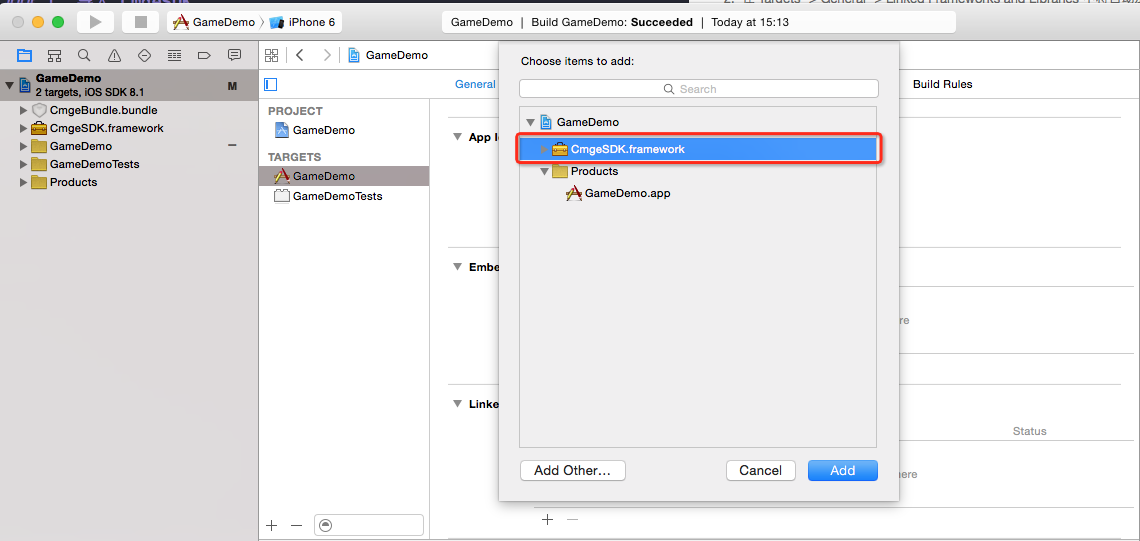 GameDemo
iPhone 6
GameDemo | Build GameDemo: Succeeded | Today at 15:13
GameDemo
2 targets, iOS SDK 8.1
M
CmgeBundle.bundle
CmgeSDK.framework
GameDemo
GameDemoTests
Products
GameDemo
General
Build Rules
PROJECT
GameDemo
TARGETS
GameDemo
GameDemoTests
App I
Embe
Linke
ere
Status
here
Choose items to add:
Search
GameDemo
CmgeSDK.framework
Products
GameDemo.app
Add Other...
Cancel
Add